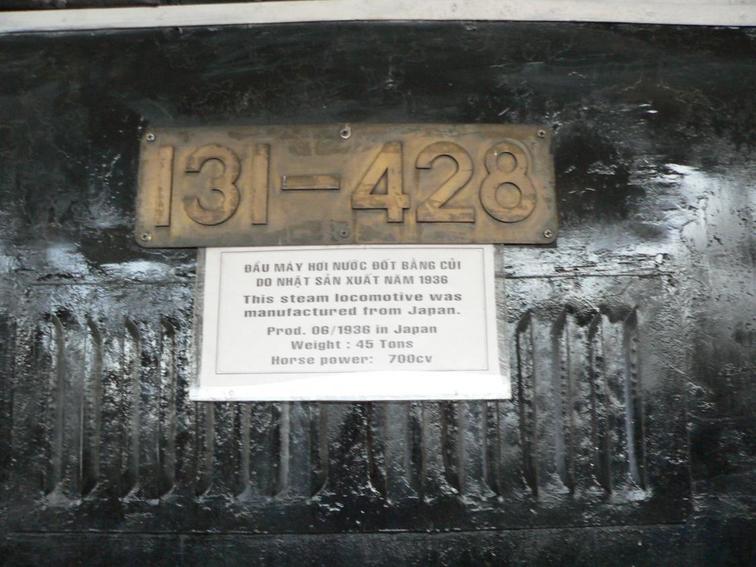 131-428
ĐẦU MÁY HƠI NƯỚC ĐỐT BẰNG CỦI
DO NHẬT SẢN XUẤT NĂM 1936
This steam locomotive was
manufactured from Japan.
Prod. 06/1936 in Japan
Weight : 45 Tons
Horse power: 700cv